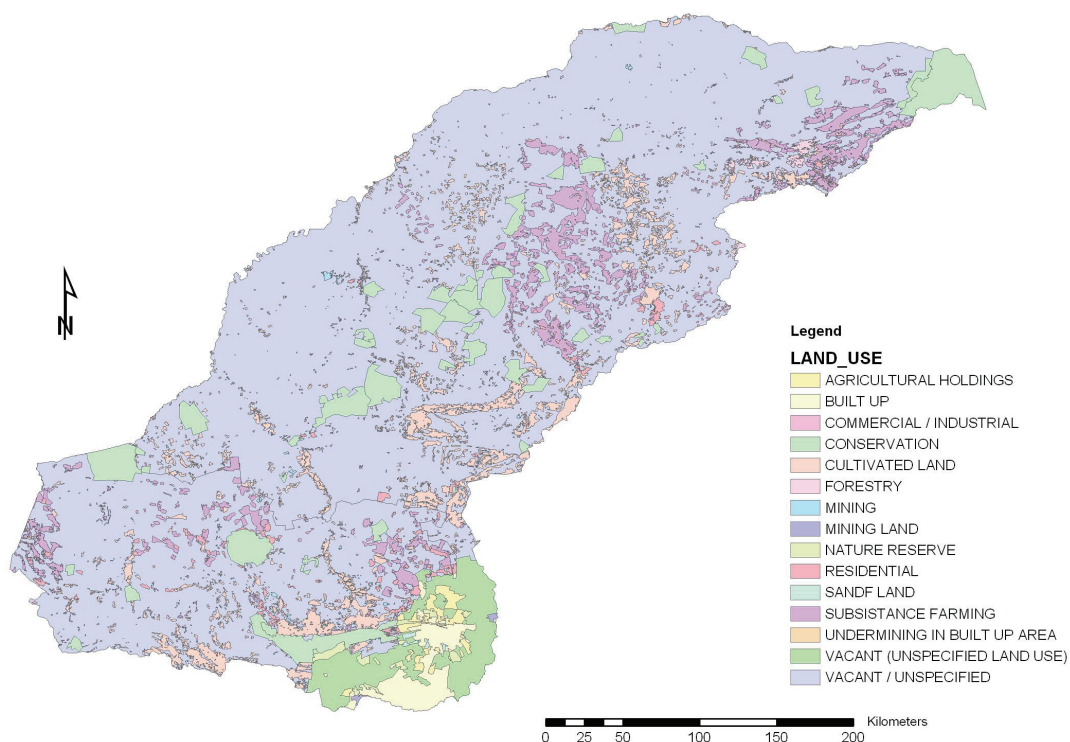 N
Legend
LAND_USE
AGRICULTURAL HOLDINGS
BUILT UP
COMMERCIAL / INDUSTRIAL
CONSERVATION
CULTIVATED LAND
FORESTRY
MINING
MINING LAND
NATURE RESERVE
RESIDENTIAL
SANDF LAND
SUBSISTANCE FARMING
UNDERMINING IN BUILT UP AREA
VACANT (UNSPECIFIED LAND USE)
VACANT / UNSPECIFIED
Kilometers
0 25 50 100 150 200